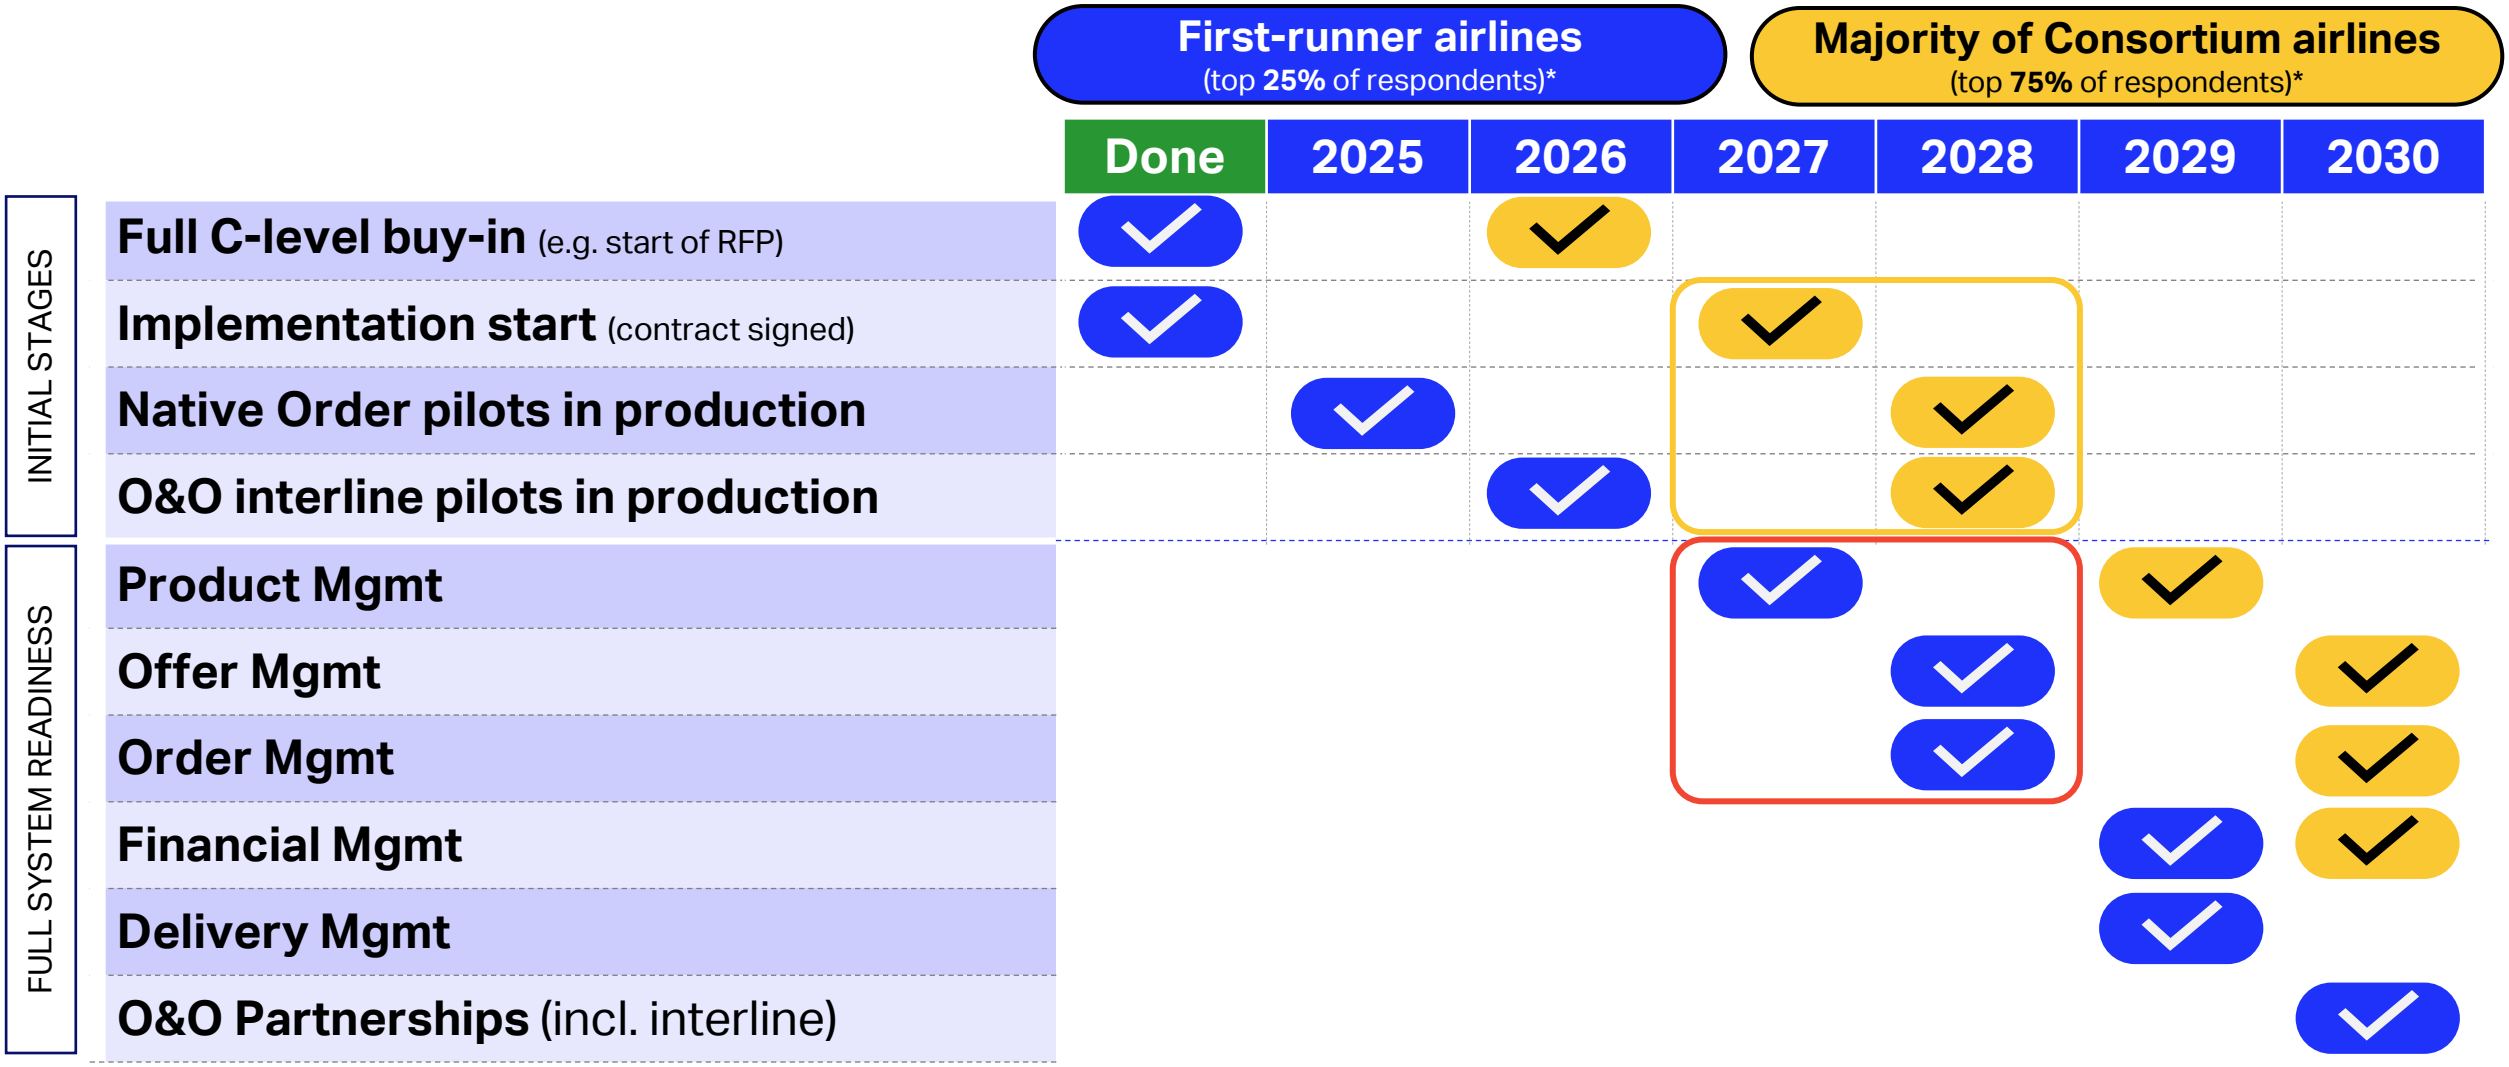 First-runner airlines
(top 25% of respondents)*
Majority of Consortium airlines
(top 75% of respondents)*
Done 2025 2026 2027 2028 2029 2030
INITIAL STAGES
Full C-level buy-in (e.g. start of RFP)
Implementation start (contract signed)
Native Order pilots in production
O&O interline pilots in production
FULL SYSTEM READINESS
Product Mgmt
Offer Mgmt
Order Mgmt
Financial Mgmt
Delivery Mgmt
O&O Partnerships (incl. interline)